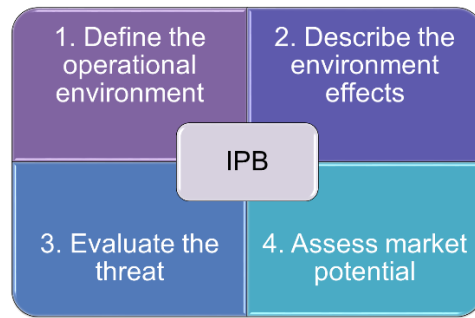 1. Define the
operational
environment
2. Describe the
environment
effects
IPB
3. Evaluate the
threat
4. Assess market
potential